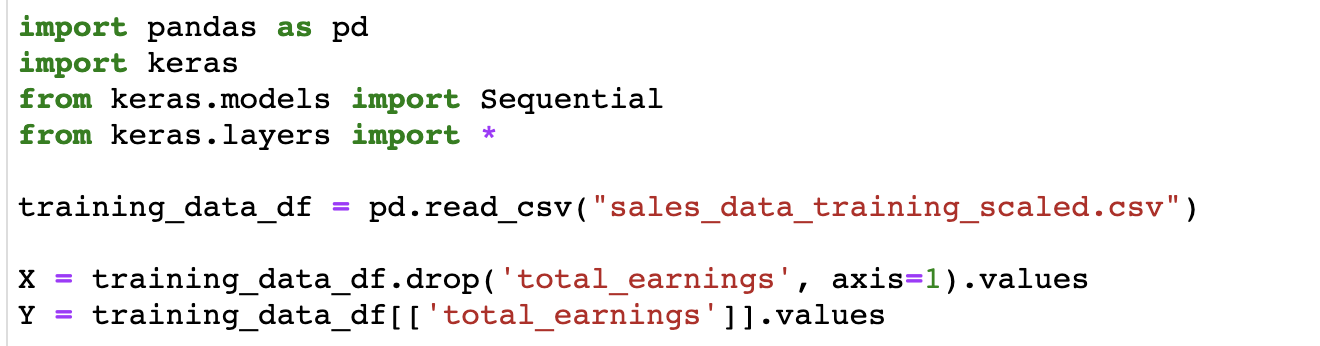 import pandas as pd
import keras
from keras.models import Sequential
from keras.layers import *
training_data_df = pd.read_csv("sales_data_training_scaled.csv")
X = training_data_df.drop('total_earnings', axis=1).values
Y = training_data_df[['total_earnings']].values